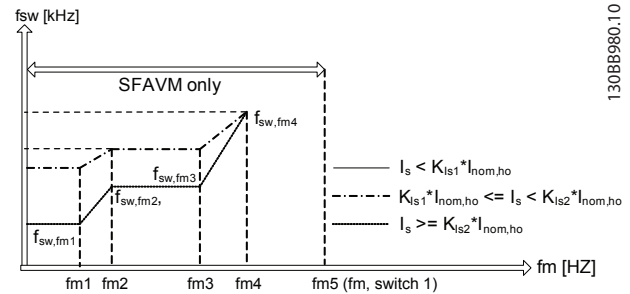 fsw [kHz]
130BB980.10
SFAVM only
fsw,fm4
fsw,fm3
fsw,fm2,
fsw,fm1
Is < KIs1*Inom,ho
KIs1*Inom,ho <= Is < KIs2*Inom,ho
Is >= KIs2*Inom,ho
fm [HZ]
fm1 fm2 fm3 fm4 fm5 (fm, switch 1)